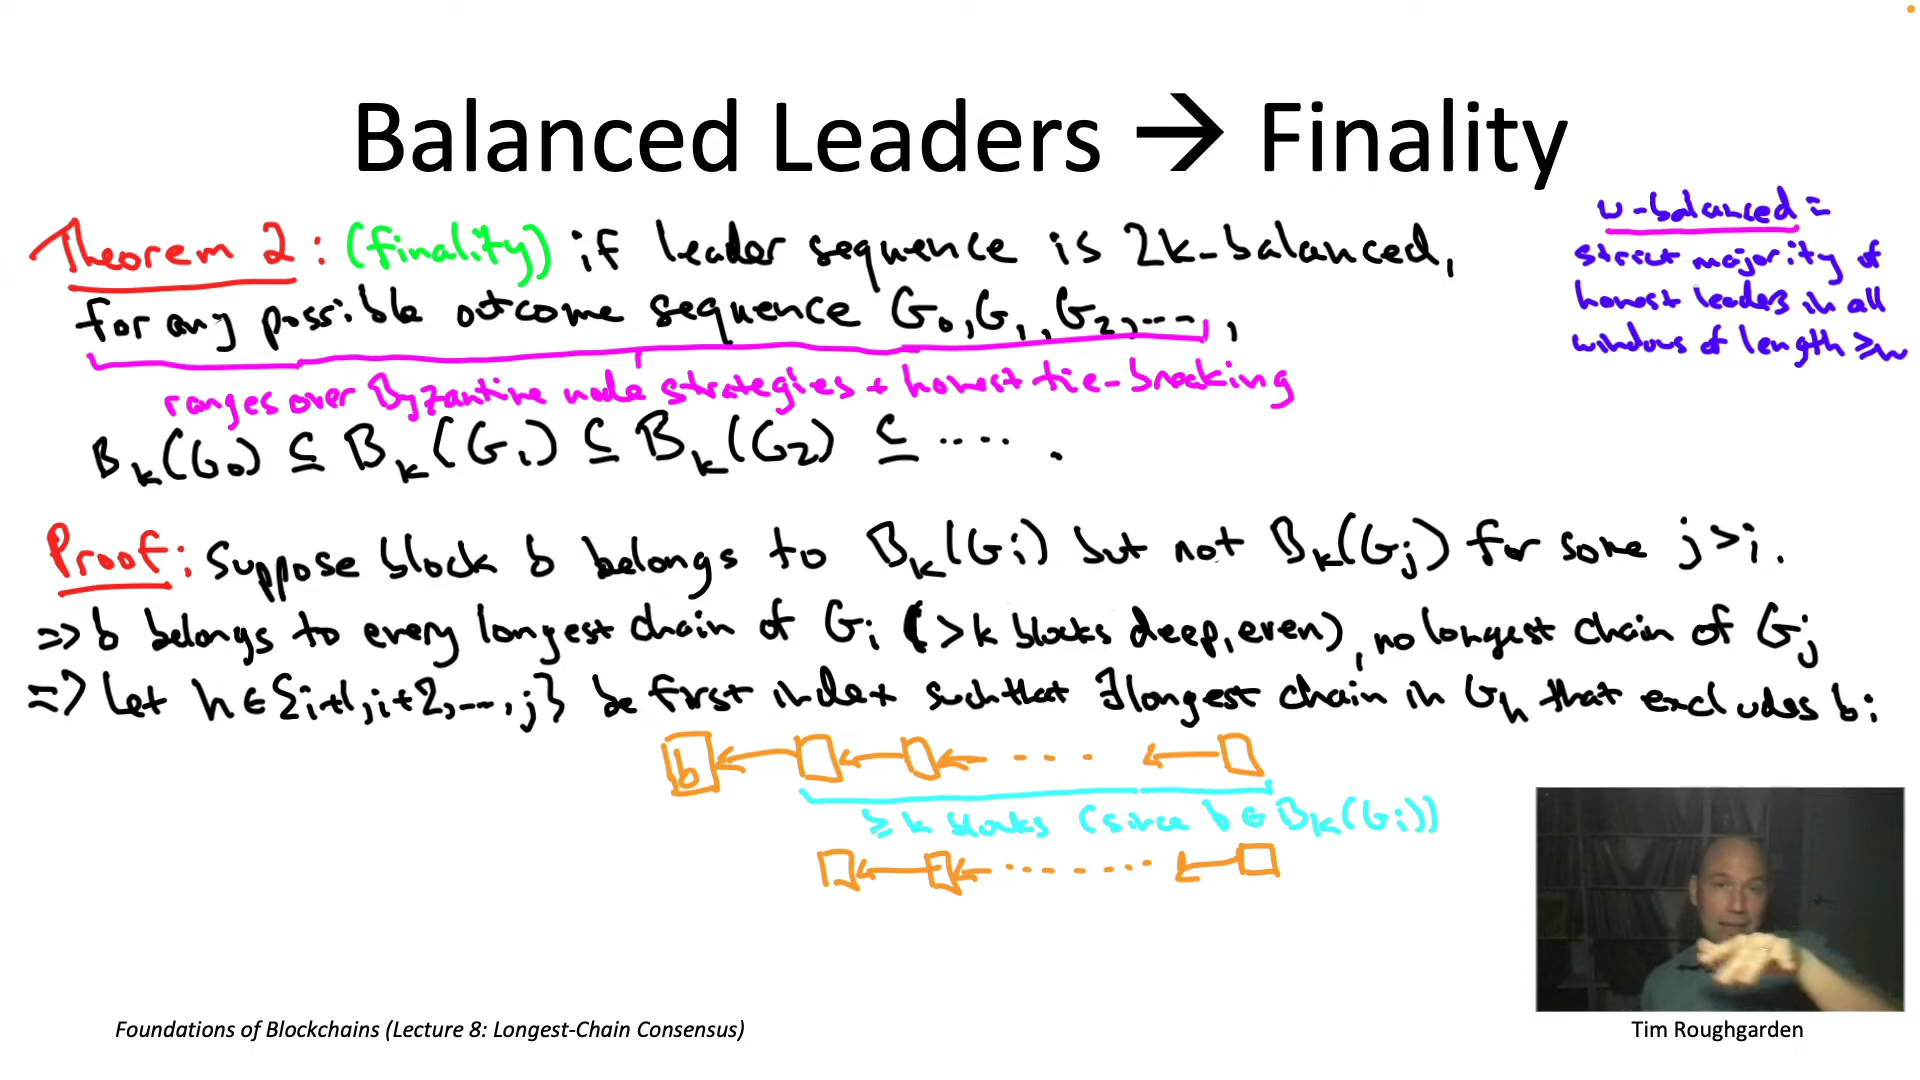 Balanced Leaders → Finality
w-balanced =
strict majority of
honest leaders in all
windows of length ≥w
Theorem 2: (finality) if leader sequence is 2k-balanced,
for any possible outcome sequence G₀,G₁,G₂,...,
ranges over Byzantine node strategies + honest tie-breaking
Bₖ(G₀) ⊆ Bₖ(G₁) ⊆ Bₖ(G₂) ⊆ .... .
Proof: Suppose block b belongs to Bₖ(Gᵢ) but not Bₖ(Gⱼ) for some j>i.
=> b belongs to every longest chain of Gᵢ (>k blocks deep, even), no longest chain of Gⱼ
=> Let h∈{i+1,i+2,...,j} be first index such that ∃longest chain in Gₕ that excludes b:
b
≥k blocks (since b∈Bₖ(Gᵢ))
Foundations of Blockchains (Lecture 8: Longest-Chain Consensus)
Tim Roughgarden